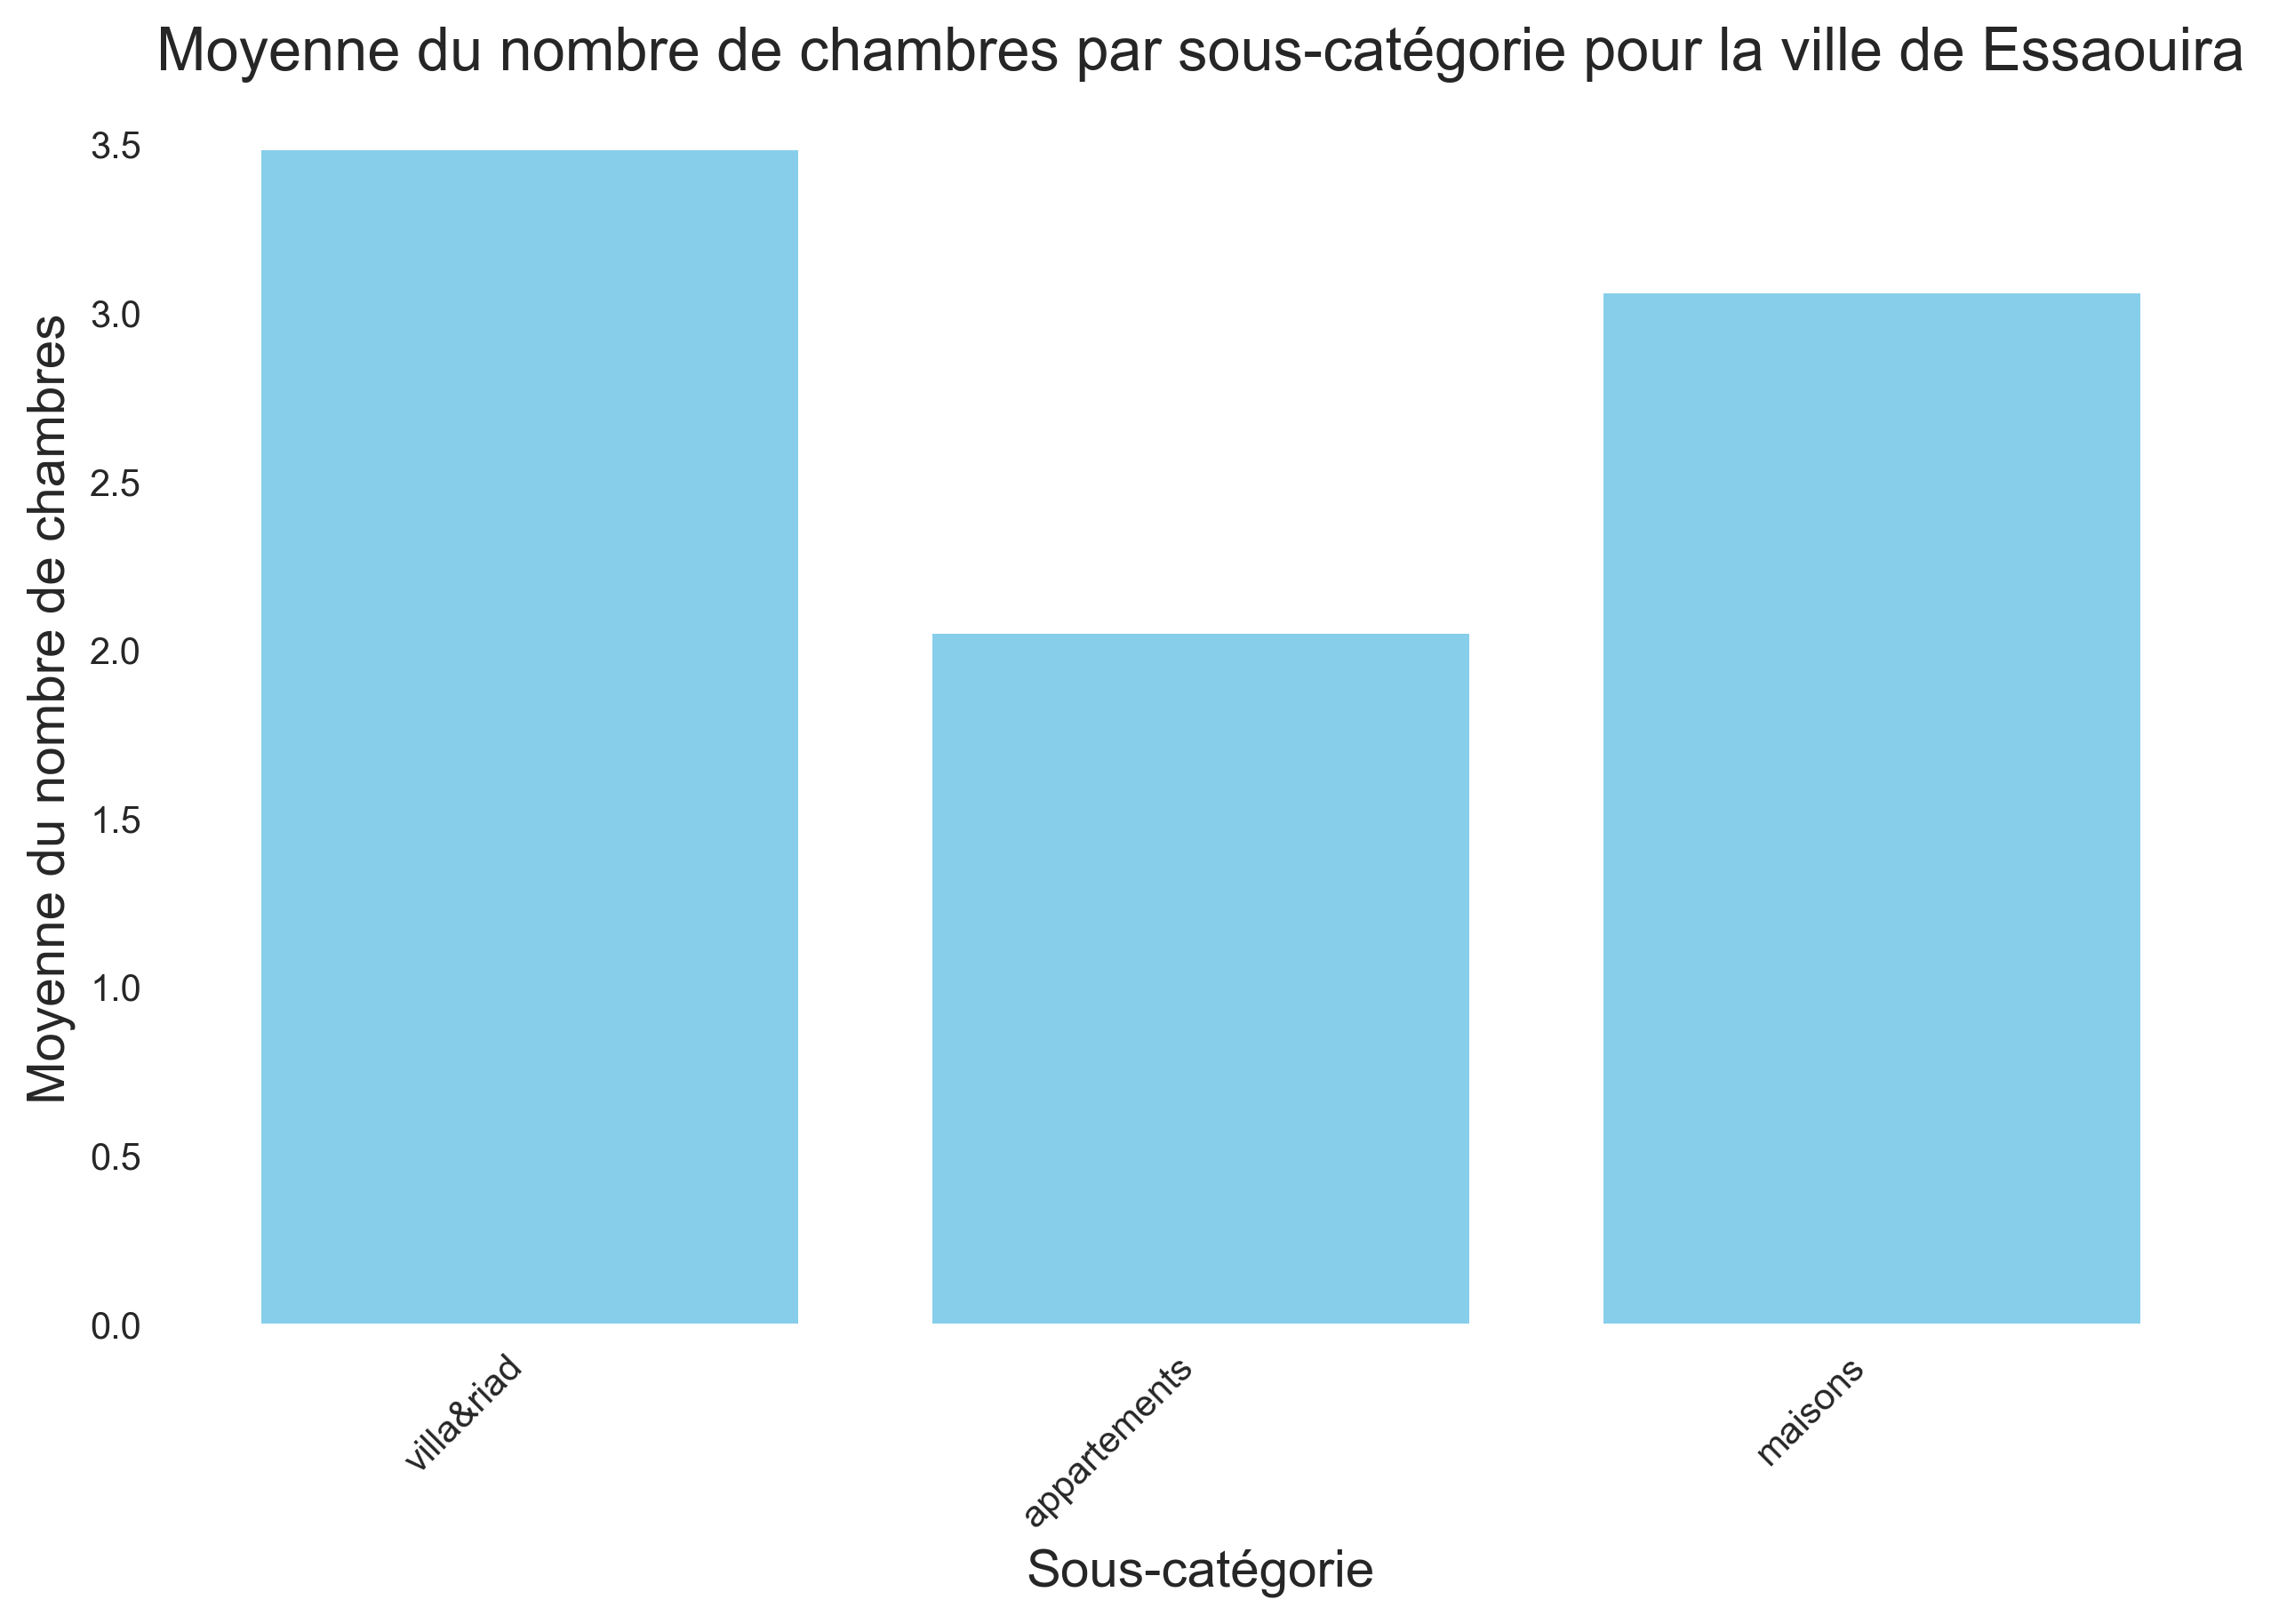 Moyenne du nombre de chambres par sous-catégorie pour la ville de Essaouira
Moyenne du nombre de chambres
3.5
3.0
2.5
2.0
1.5
1.0
0.5
0.0
villa&riad
appartements
maisons
Sous-catégorie